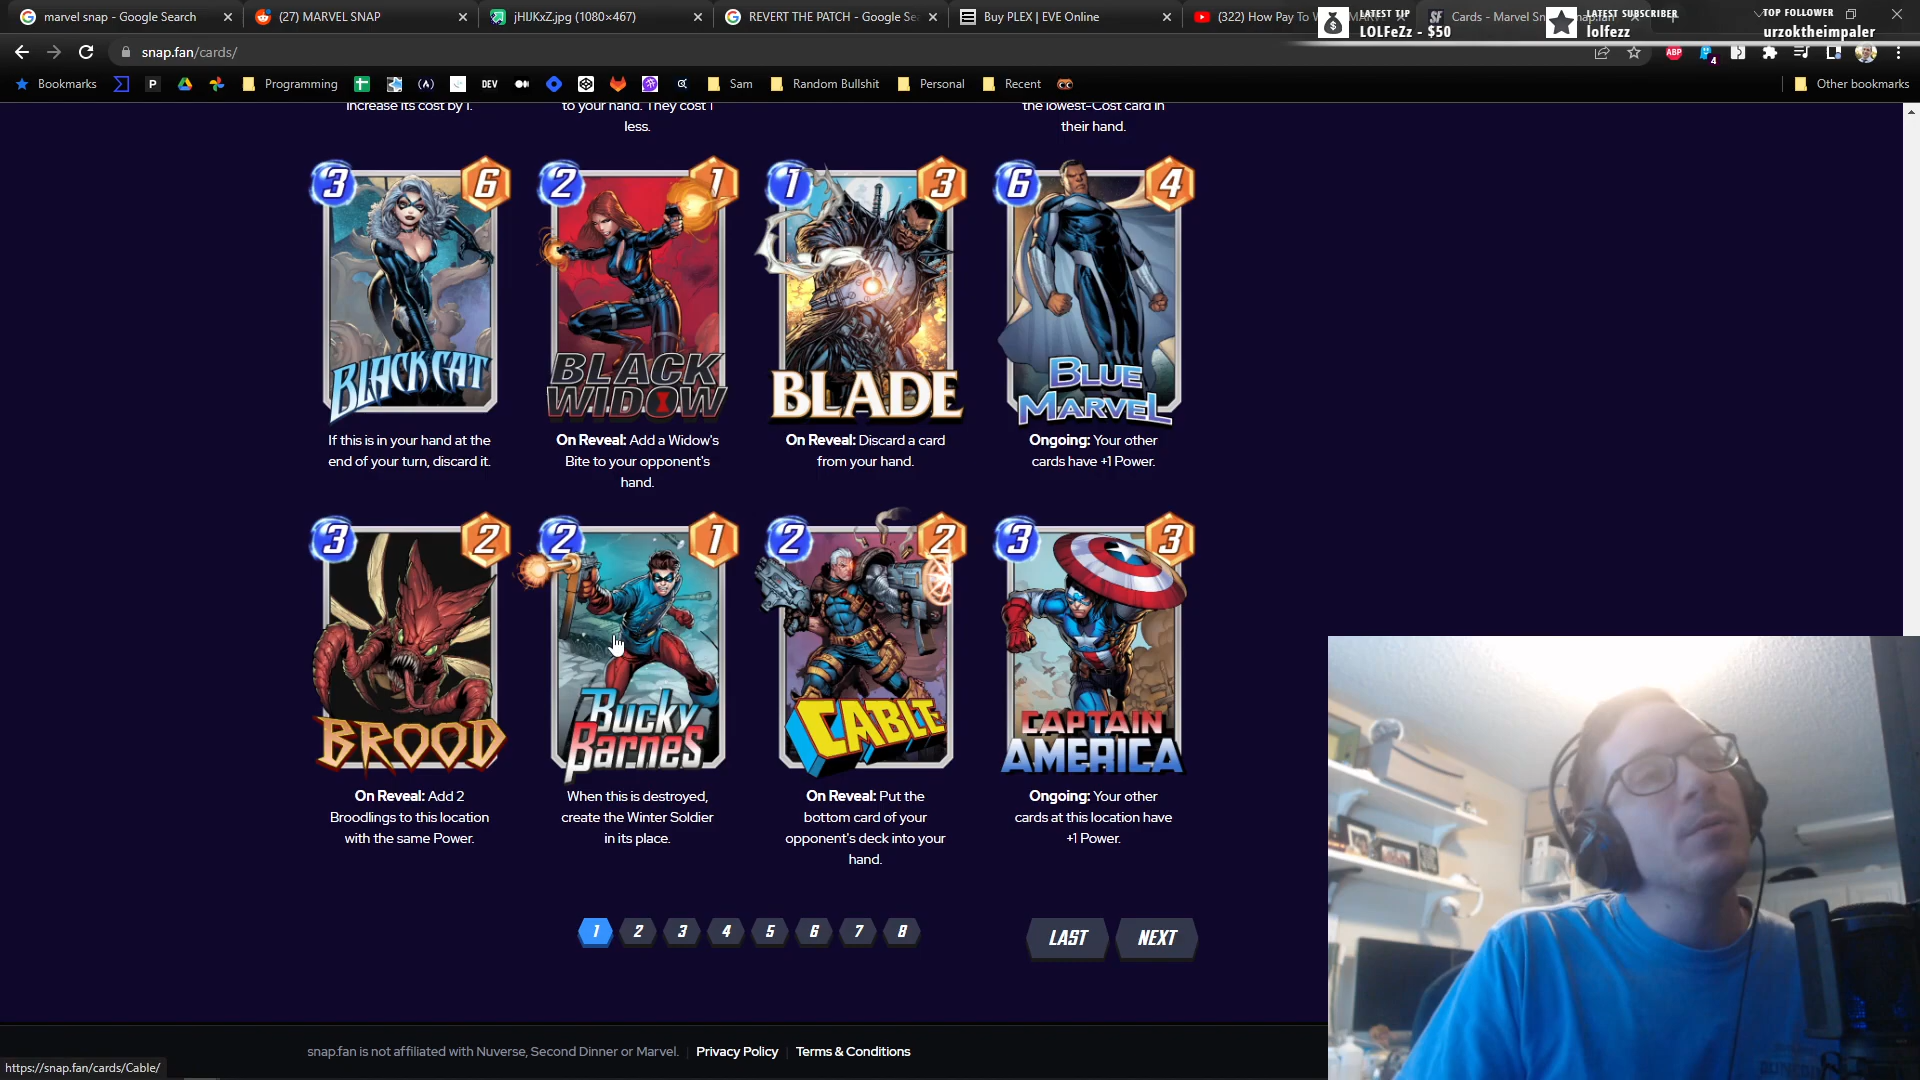 marvel snap - Google Search
(27) MARVEL SNAP
jHlJKxZ.jpg (1080×467)
REVERT THE PATCH - Google Se
Buy PLEX | EVE Online
(322) How Pay To W
Cards - Marvel Sn
LATEST TIP
LOLFeZz - $50
LATEST SUBSCRIBER
lolfezz
TOP FOLLOWER
urzoktheimpaler
snap.fan/cards/
ABP
4
Bookmarks
P
Programming
DEV
Sam
Random Bullshit
Personal
Recent
Other bookmarks
increase its cost by 1.
to your hand. They cost 1
less.
the lowest-Cost card in
their hand.
3 6
BLACK CAT
If this is in your hand at the
end of your turn, discard it.
2 1
BLACK
WIDOW
On Reveal: Add a Widow's
Bite to your opponent's
hand.
1 3
BLADE
On Reveal: Discard a card
from your hand.
6 4
BLUE
MARVEL
Ongoing: Your other
cards have +1 Power.
3 2
BROOD
On Reveal: Add 2
Broodlings to this location
with the same Power.
2 1
Bucky
Barnes
When this is destroyed,
create the Winter Soldier
in its place.
2 2
CABLE
On Reveal: Put the
bottom card of your
opponent's deck into your
hand.
3 3
CAPTAIN
AMERICA
Ongoing: Your other
cards at this location have
+1 Power.
1 2 3 4 5 6 7 8
LAST NEXT
snap.fan is not affiliated with Nuverse, Second Dinner or Marvel. Privacy Policy Terms & Conditions
https://snap.fan/cards/Cable/